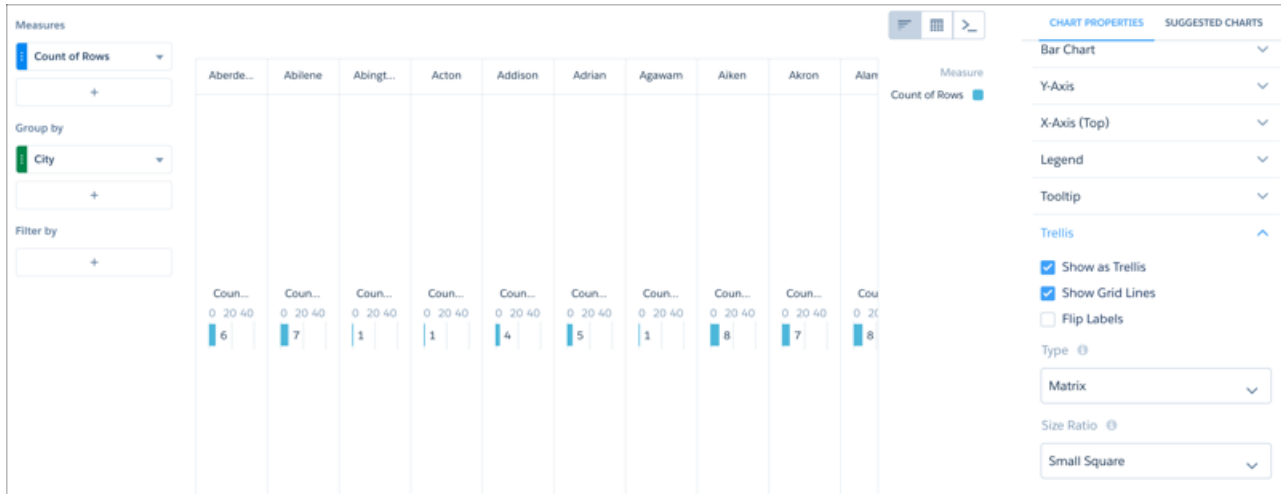 Measures
Count of Rows
+
Group by
City
+
Filter by
+
>_
Aberde... Abilene Abingt... Acton Addison Adrian Agawam Aiken Akron Alam
Coun... Coun... Coun... Coun... Coun... Coun... Coun... Coun... Coun... Cou
0 20 40 0 20 40 0 20 40 0 20 40 0 20 40 0 20 40 0 20 40 0 20 40 0 20 40 0 20
6 7 1 1 4 5 1 8 7 8
Measure
Count of Rows
CHART PROPERTIES SUGGESTED CHARTS
Bar Chart
Y-Axis
X-Axis (Top)
Legend
Tooltip
Trellis
Show as Trellis
Show Grid Lines
Flip Labels
Type
Matrix
Size Ratio
Small Square